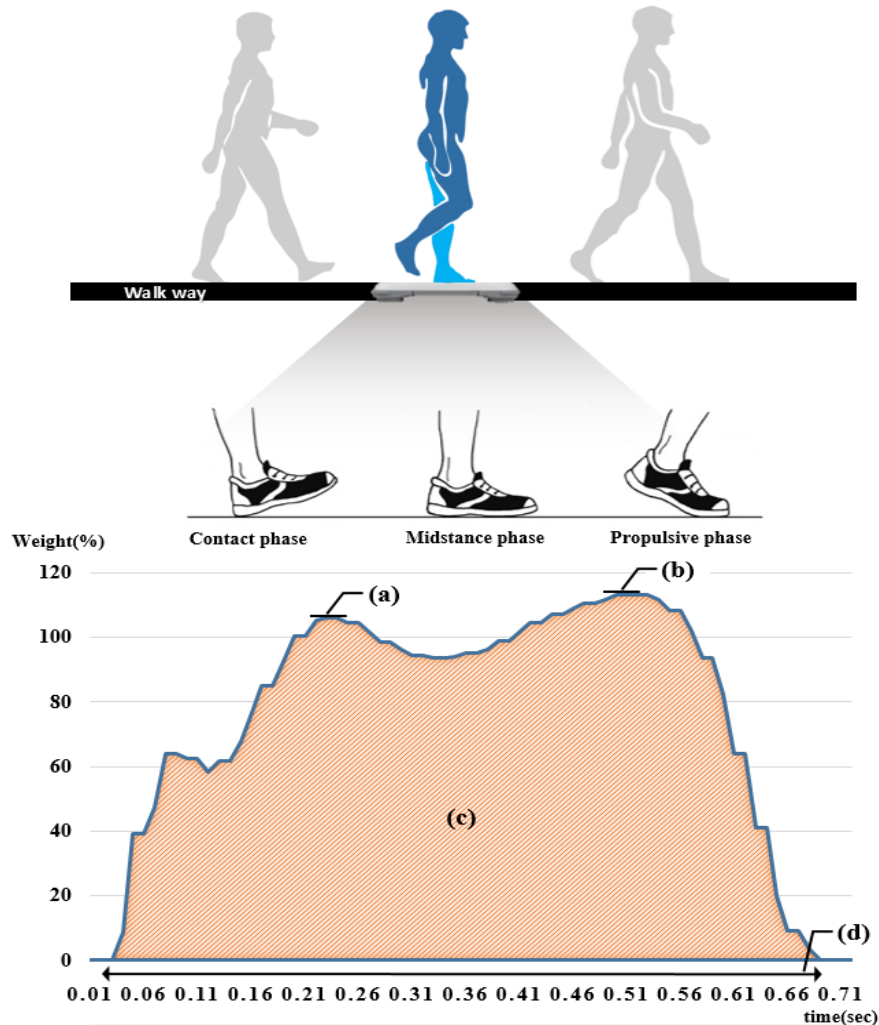 Walk way
Contact phase Midstance phase Propulsive phase
Weight(%)
120
(b)
(a)
100
80
60
(c)
40
20
(d)
0
0.01 0.06 0.11 0.16 0.21 0.26 0.31 0.36 0.41 0.46 0.51 0.56 0.61 0.66 0.71
time(sec)